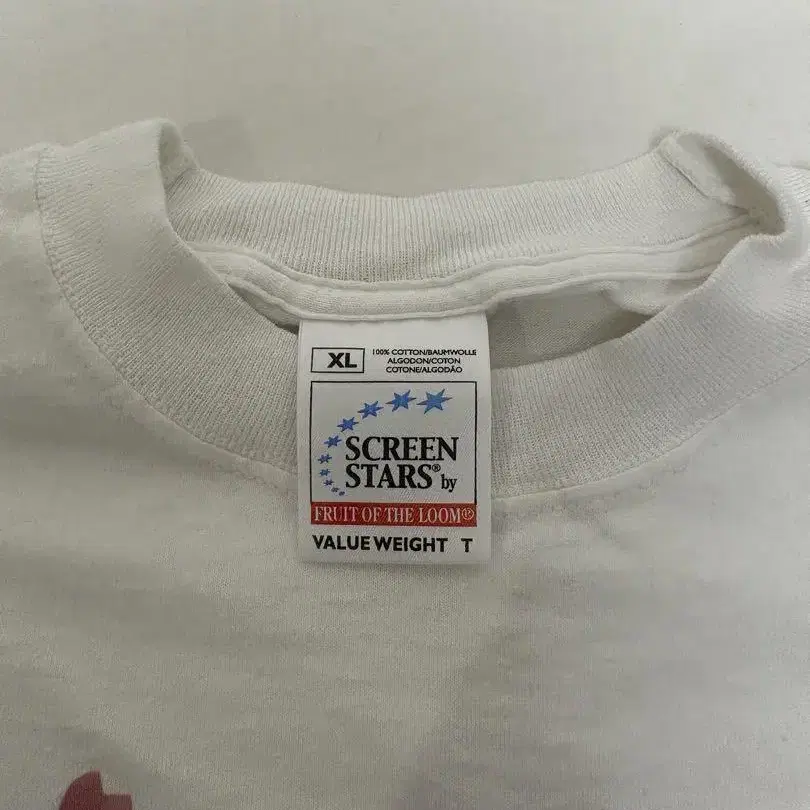 XL
100% COTTON/BAUMWOLLE
ALGODON/COTON
COTONE/ALGODÃO
SCREEN
STARS® by
FRUIT OF THE LOOM®
VALUE WEIGHT T